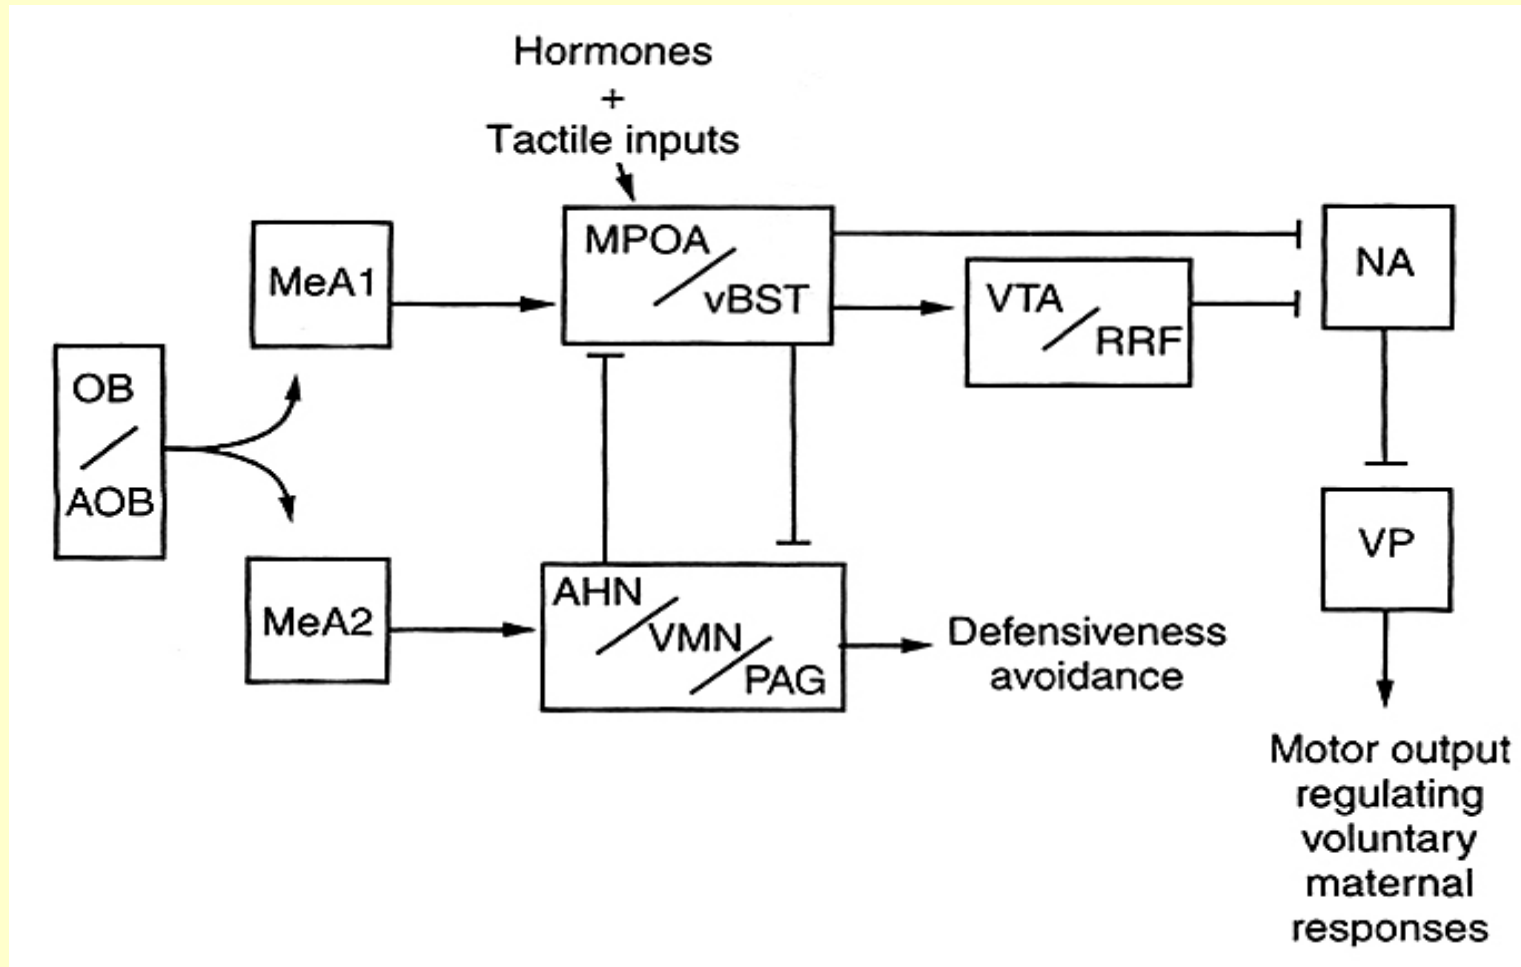 Hormones
+
Tactile inputs
MeA1
MPOA
vBST
VTA
RRF
NA
OB
AOB
MeA2
AHN
VMN
PAG
Defensiveness
avoidance
VP
Motor output
regulating
voluntary
maternal
responses